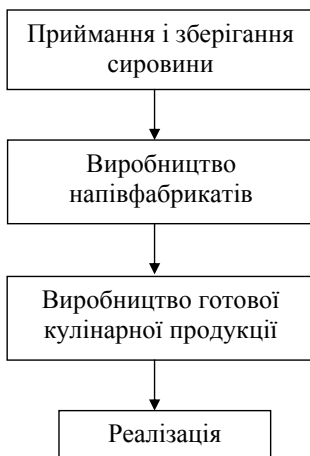 Приймання і зберігання
сировини
Виробництво
напівфабрикатів
Виробництво готової
кулінарної продукції
Реалізація